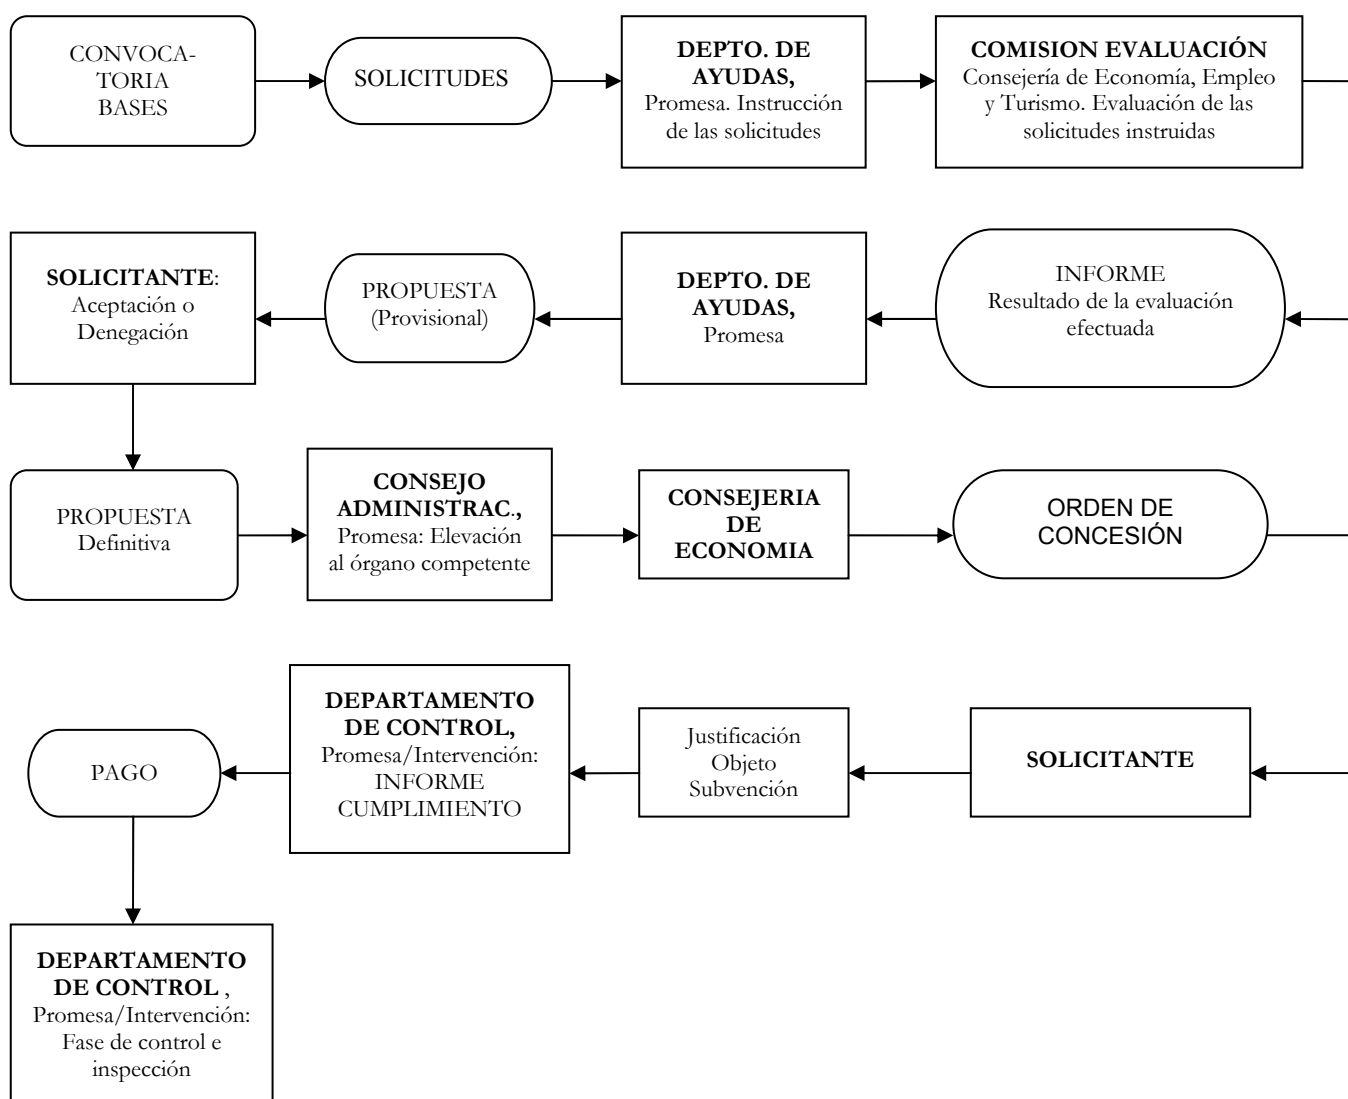 CONVOCA-
TORIA
BASES
SOLICITUDES
DEPTO. DE
AYUDAS,
Promesa. Instrucción
de las solicitudes
COMISION EVALUACIÓN
Consejería de Economía, Empleo
y Turismo. Evaluación de las
solicitudes instruidas
SOLICITANTE:
Aceptación o
Denegación
PROPUESTA
(Provisional)
DEPTO. DE
AYUDAS,
Promesa
INFORME
Resultado de la evaluación
efectuada
PROPUESTA
Definitiva
CONSEJO
ADMINISTRAC.,
Promesa: Elevación
al órgano competente
CONSEJERIA
DE
ECONOMIA
ORDEN DE
CONCESIÓN
PAGO
DEPARTAMENTO
DE CONTROL,
Promesa/Intervención:
INFORME
CUMPLIMIENTO
Justificación
Objeto
Subvención
SOLICITANTE
DEPARTAMENTO
DE CONTROL ,
Promesa/Intervención:
Fase de control e
inspección